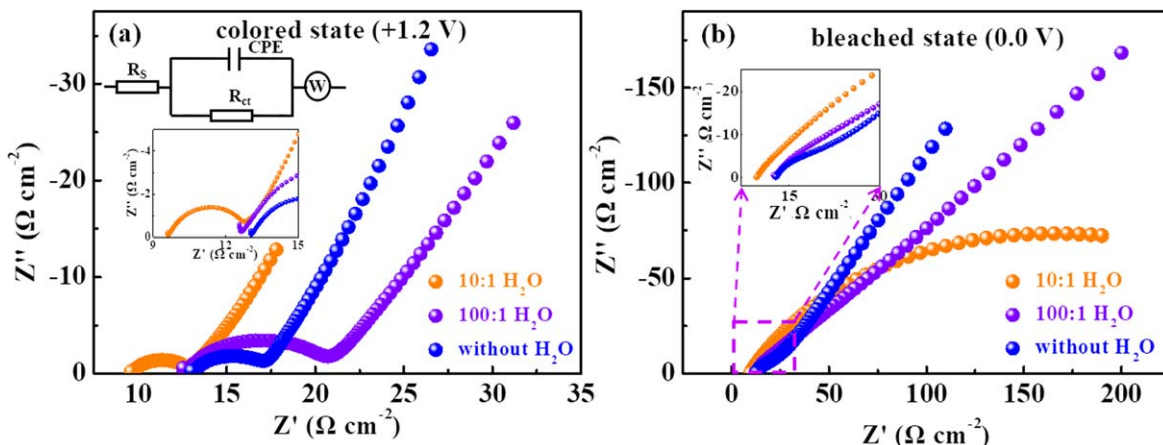 (a) colored state (+1.2 V)
CPE
R_S
R_ct
W
Z'' (Ω cm⁻²)
-30
-20
-10
0
Z'' (Ω cm⁻²)
-4
-2
0
9 12 15
Z' (Ω cm⁻²)
10:1 H₂O
100:1 H₂O
without H₂O
10 15 20 25 30 35
Z' (Ω cm⁻²)
(b) bleached state (0.0 V)
Z'' (Ω cm⁻²)
-150
-100
-50
0
Z'' (Ω cm⁻²)
-20
-10
0
15 20
Z' (Ω cm⁻²)
10:1 H₂O
100:1 H₂O
without H₂O
0 50 100 150 200
Z' (Ω cm⁻²)